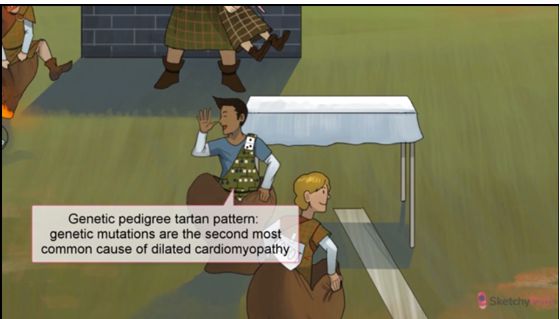 Genetic pedigree tartan pattern:
genetic mutations are the second most
common cause of dilated cardiomyopathy
Sketchy